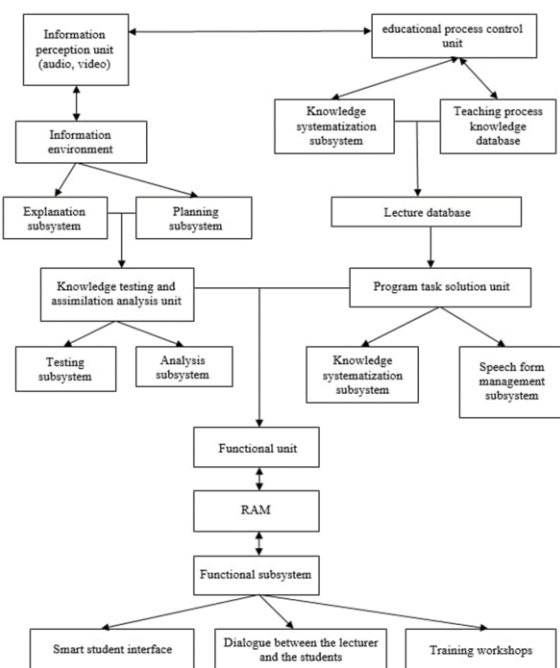 Information
perception unit
(audio, video)
educational process control
unit
Knowledge
systematization
subsystem
Teaching process
knowledge
database
Information
environment
Explanation
subsystem
Planning
subsystem
Lecture database
Knowledge testing and
assimilation analysis unit
Program task solution unit
Testing
subsystem
Analysis
subsystem
Knowledge
systematization
subsystem
Speech form
management
subsystem
Functional unit
RAM
Functional subsystem
Smart student interface
Dialogue between the lecturer
and the students
Training workshops